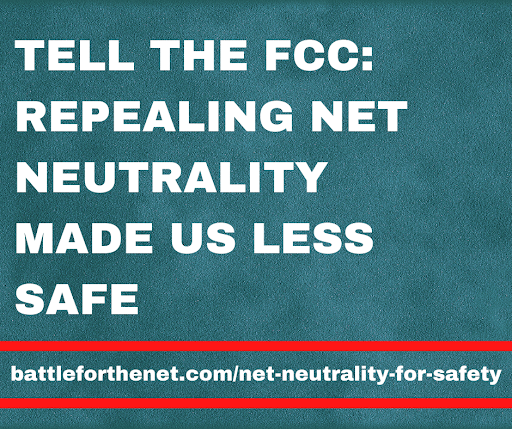 TELL THE FCC:
REPEALING NET
NEUTRALITY
MADE US LESS
SAFE
battleforthenet.com/net-neutrality-for-safety